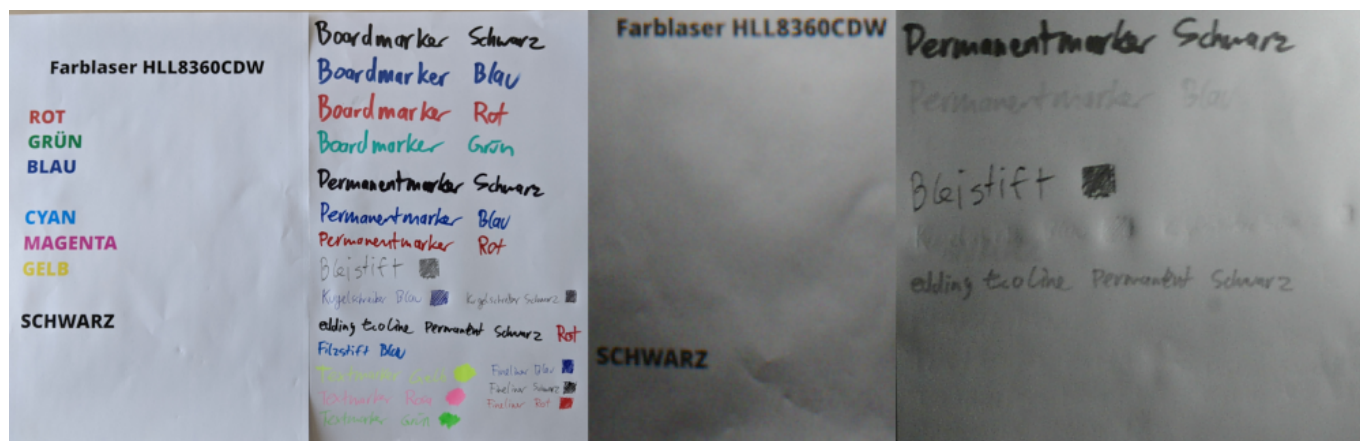 Farblaser HLL8360CDW
ROT
GRÜN
BLAU
CYAN
MAGENTA
GELB
SCHWARZ
Boardmarker Schwarz
Boardmarker Blau
Boardmarker Rot
Boardmarker Grün
Permanentmarker Schwarz
Permanentmarker Blau
Permanentmarker Rot
Bleistift
Kugelschreiber Blau Kugelschreiber Schwarz
edding EcoLine Permanent Schwarz Rot
Filzstift Blau
Textmarker Gelb Fineliner Blau
Textmarker Rosa Fineliner Schwarz
Textmarker Grün Fineliner Rot
Farblaser HLL8360CDW
SCHWARZ
Permanentmarker Schwarz
Permanentmarker Blau
Bleistift
edding EcoLine Permanent Schwarz